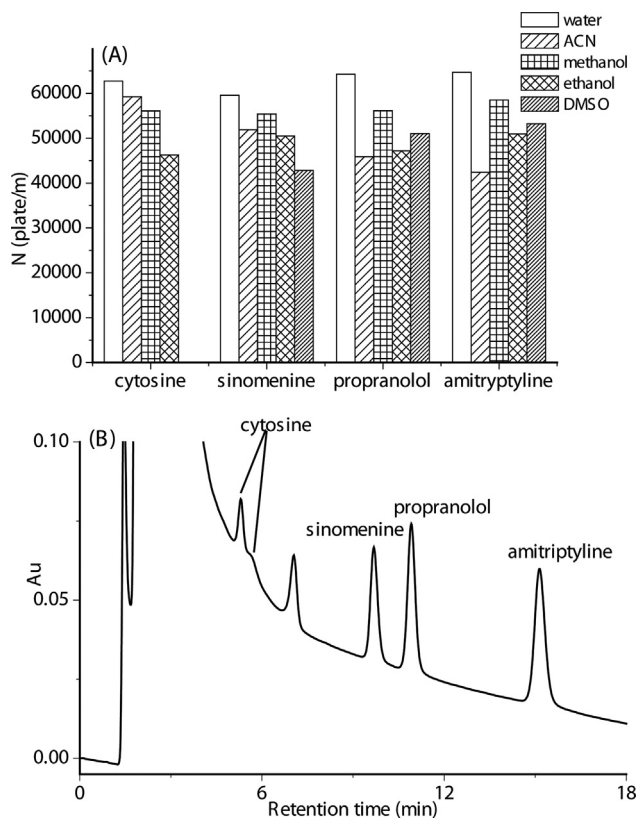 (A)
water
ACN
methanol
ethanol
DMSO
N (plate/m)
60000
50000
40000
30000
20000
10000
0
cytosine sinomenine propranolol amitryptyline
(B)
0.10
0.05
0.00
Au
cytosine
sinomenine
propranolol
amitriptyline
0 6 12 18
Retention time (min)